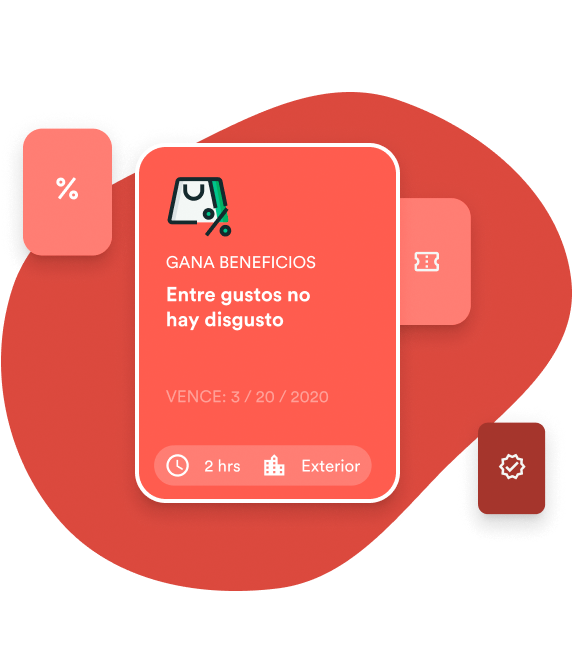 %
GANA BENEFICIOS
Entre gustos no
hay disgusto
VENCE: 3 / 20 / 2020
2 hrs Exterior